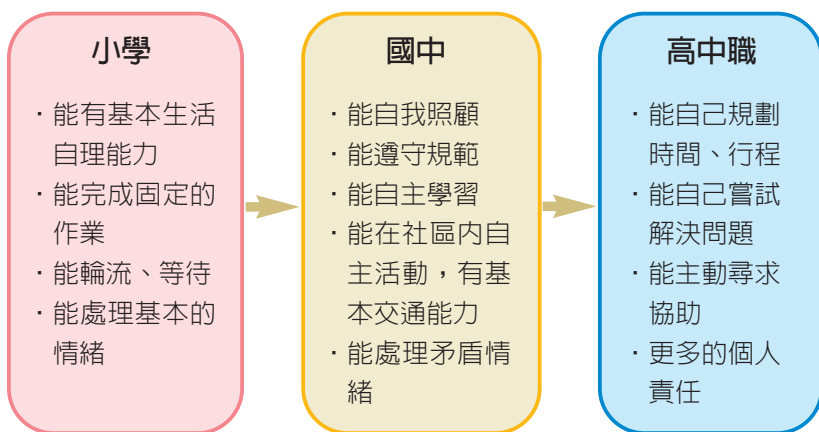 小學
·能有基本生活
自理能力
·能完成固定的
作業
·能輪流、等待
·能處理基本的
情緒
國中
·能自我照顧
·能遵守規範
·能自主學習
·能在社區內自
主活動，有基
本交通能力
·能處理矛盾情
緒
高中職
·能自己規劃
時間、行程
·能自己嘗試
解決問題
·能主動尋求
協助
·更多的個人
責任